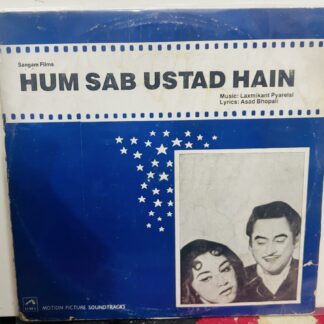 Sangam Films
HUM SAB USTAD HAIN
Music: Laxmikant Pyarelal
Lyrics: Asad Bhopali
MOTION PICTURE SOUNDTRACKS